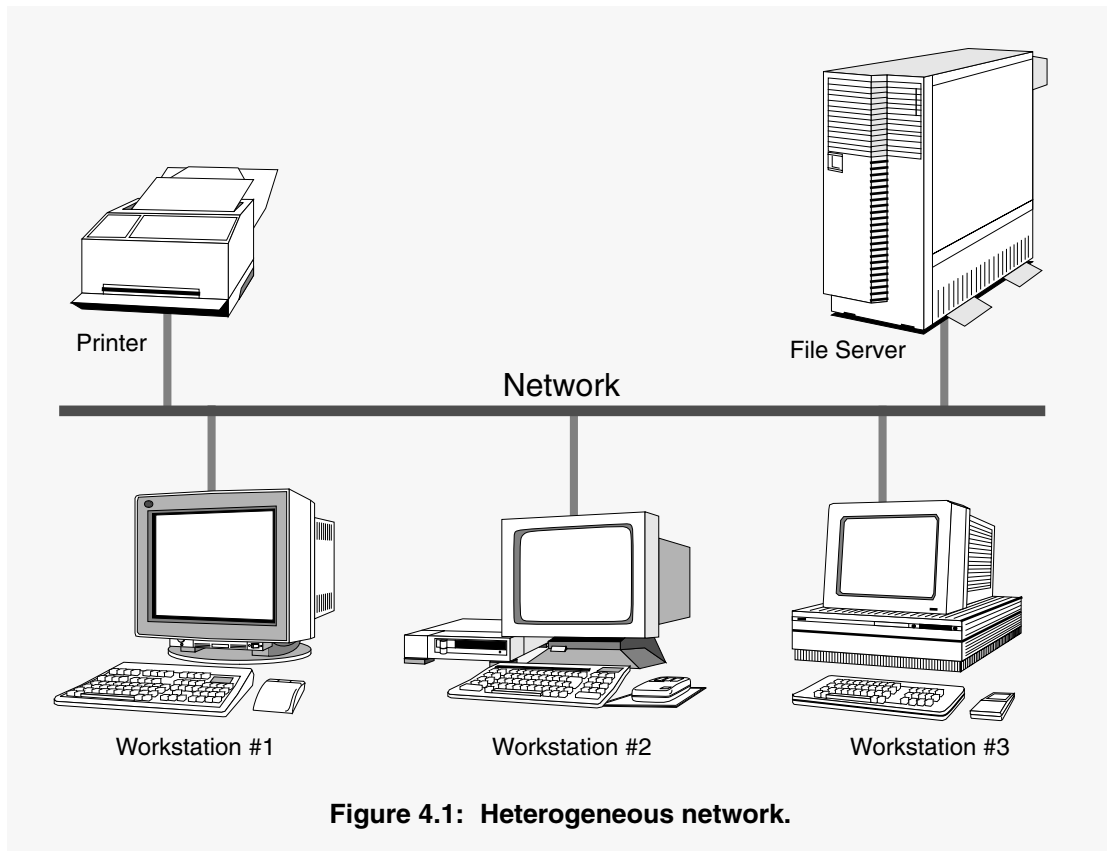 Printer
File Server
Network
Workstation #1
Workstation #2
Workstation #3
Figure 4.1: Heterogeneous network.